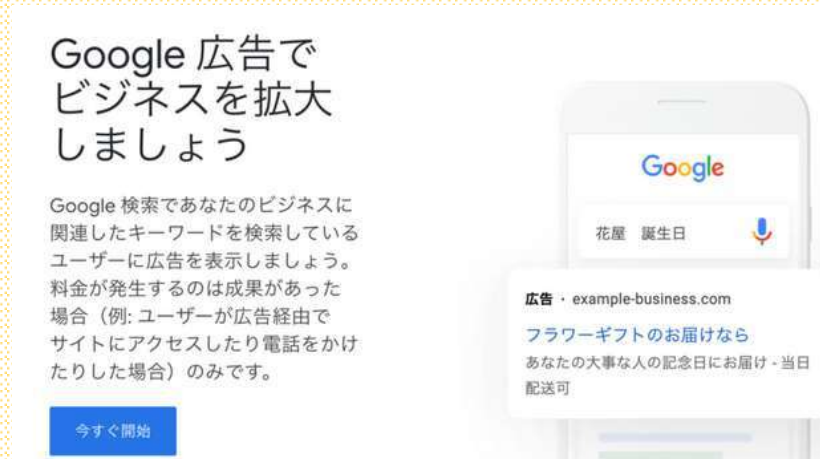 Google 広告で
ビジネスを拡大
しましょう
Google 検索であなたのビジネスに
関連したキーワードを検索している
ユーザーに広告を表示しましょう。
料金が発生するのは成果があった
場合（例: ユーザーが広告経由で
サイトにアクセスしたり電話をかけ
たりした場合）のみです。
今すぐ開始
Google
花屋　誕生日
広告・example-business.com
フラワーギフトのお届けなら
あなたの大事な人の記念日にお届け - 当日
配送可